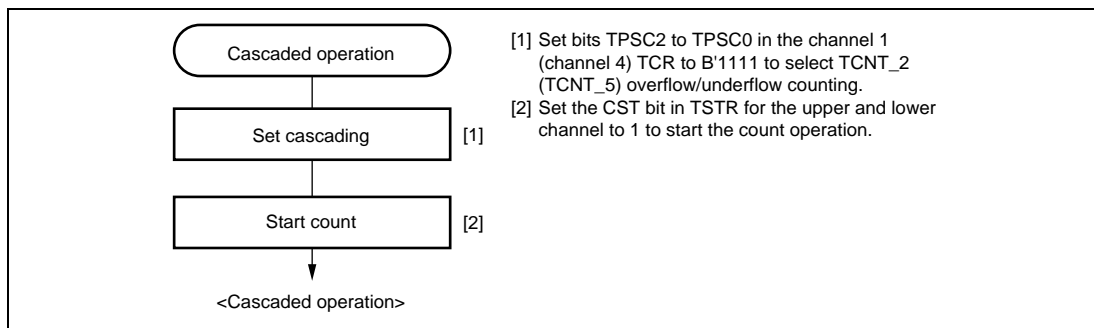 Cascaded operation
Set cascading
[1]
Start count
[2]
<Cascaded operation>
[1] Set bits TPSC2 to TPSC0 in the channel 1
(channel 4) TCR to B'1111 to select TCNT_2
(TCNT_5) overflow/underflow counting.
[2] Set the CST bit in TSTR for the upper and lower
channel to 1 to start the count operation.